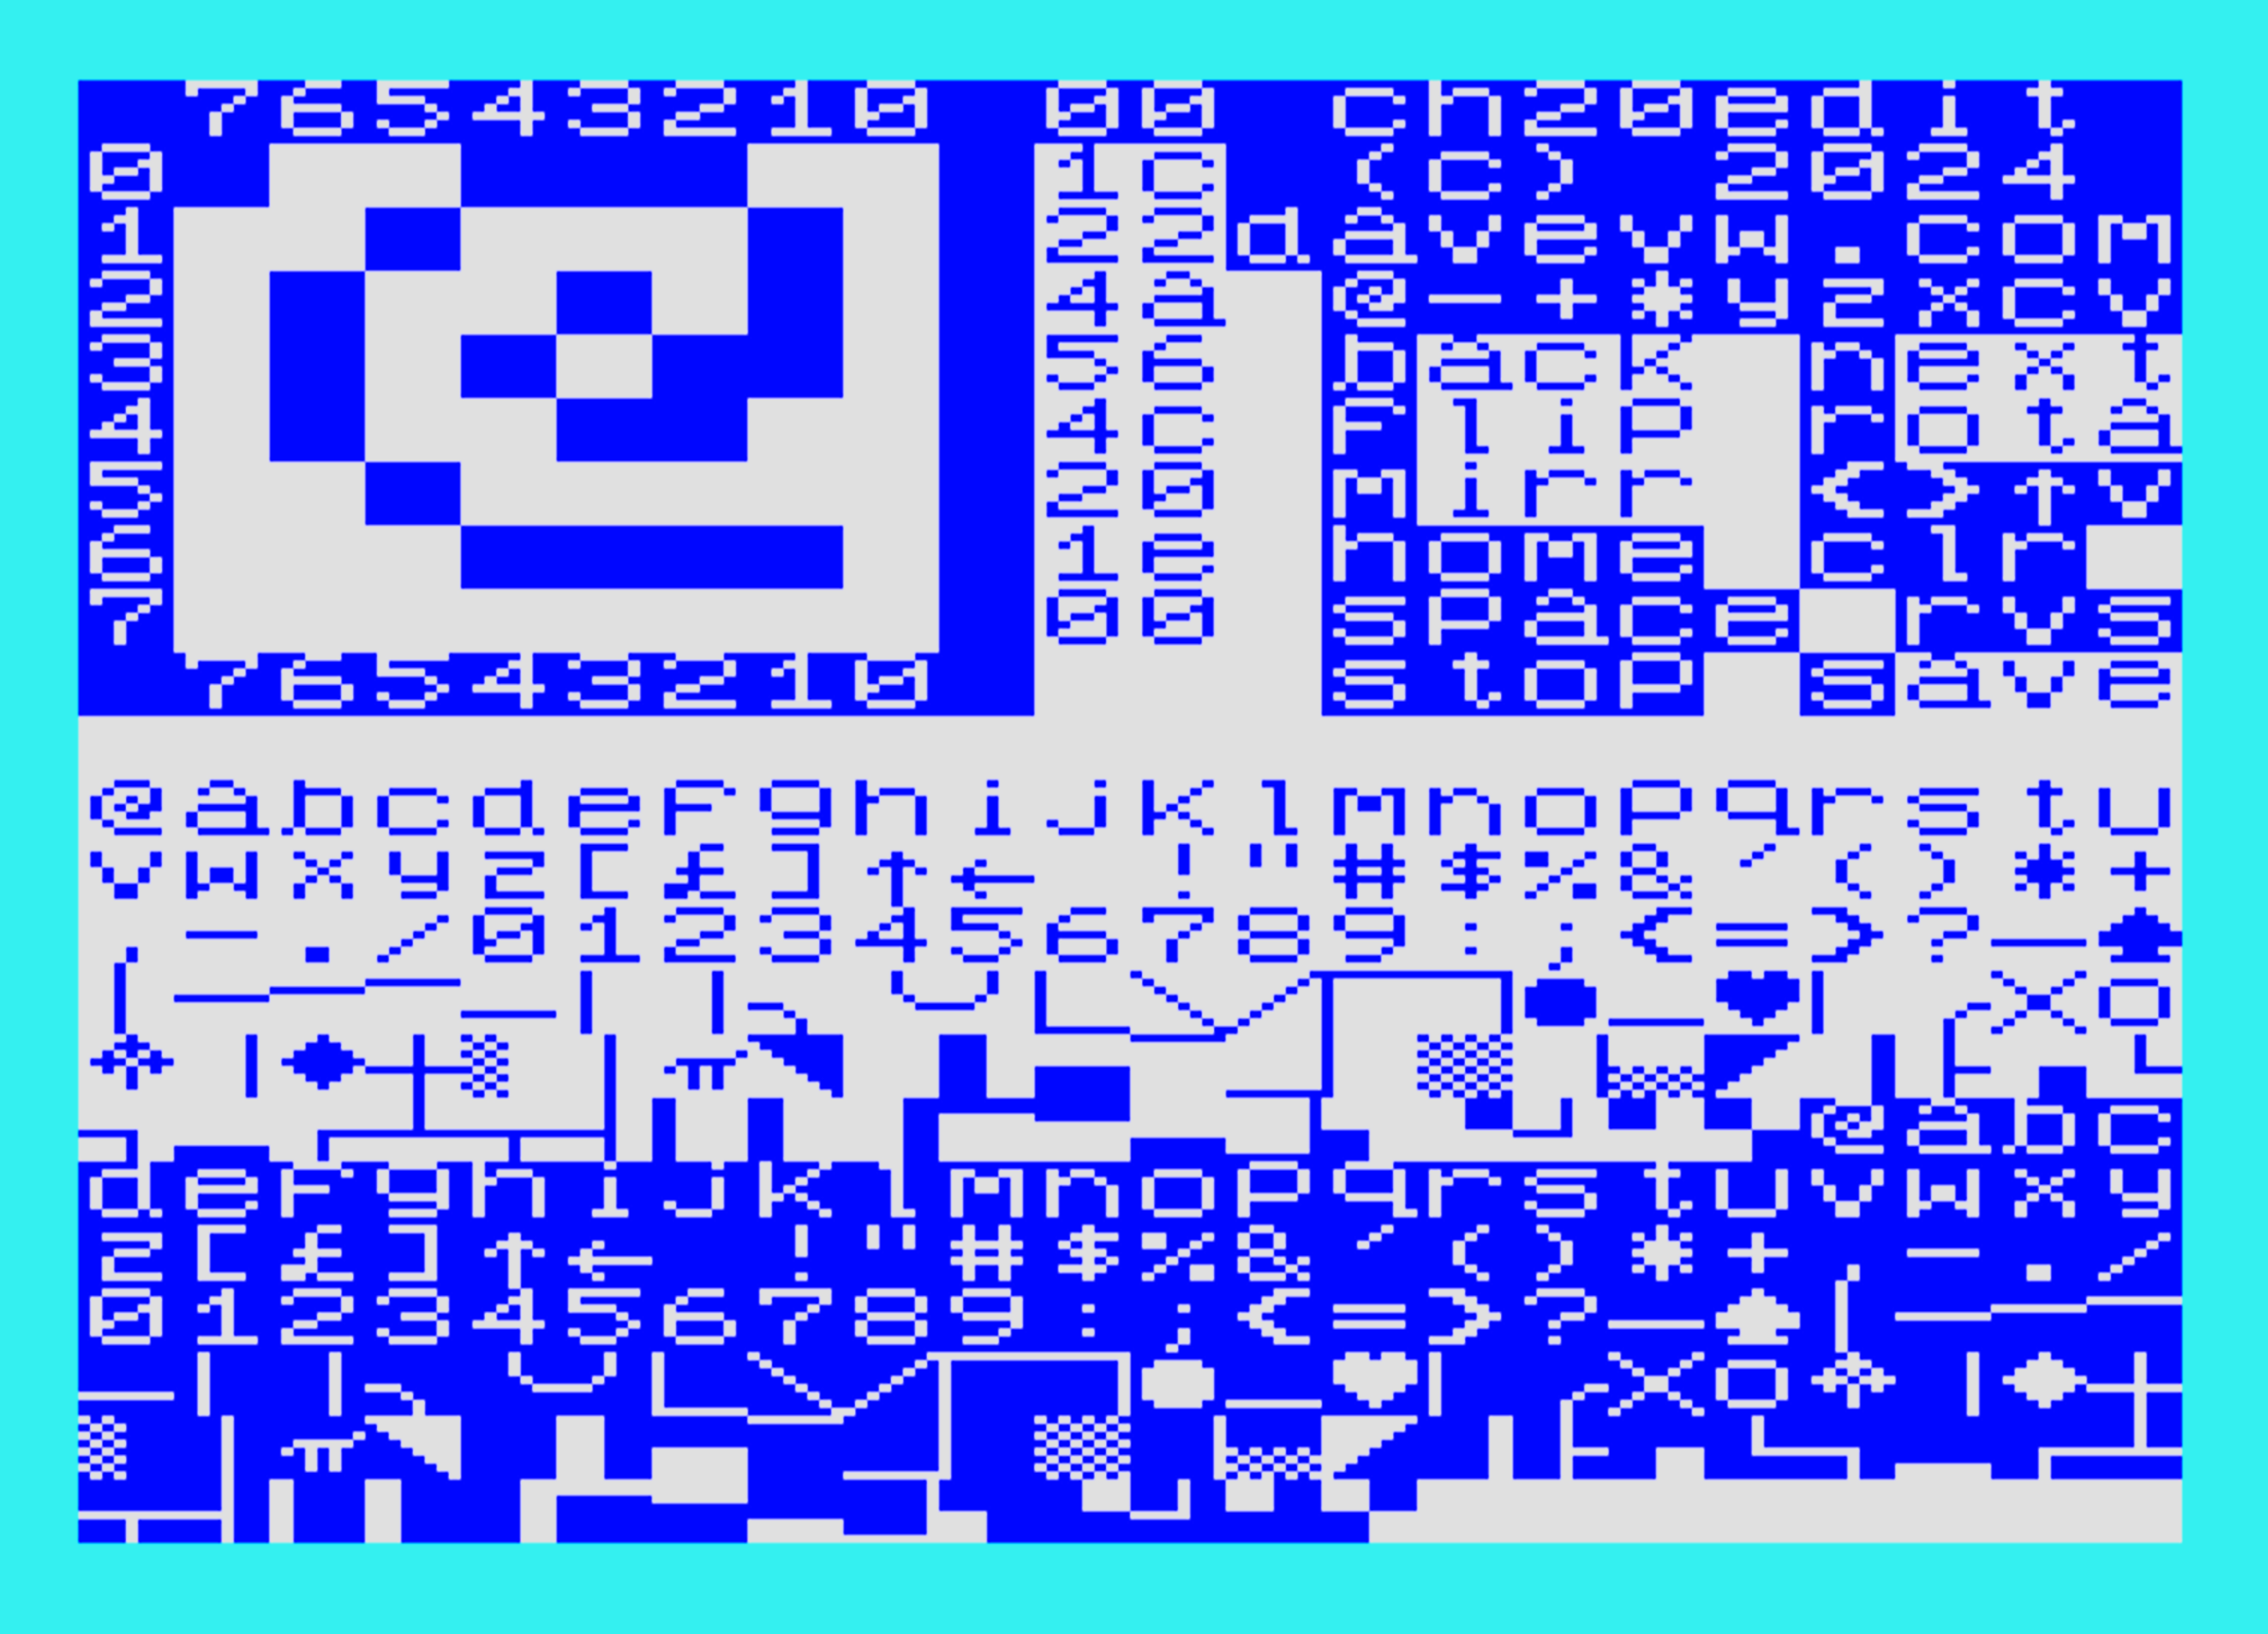 76543210 00 ch20edit
0 1c (c) 2024
1 22 daveyw.com
2 4a @-+*yzxcv
3 56 back next
4 4c flip rota
5 20 mirr <>↑v
6 1e home clr
7 00 space rvs
76543210 stop save
@abcdefghijklmnopqrstu
vwxyz[£]↑← !"#$%&'()*+
,-./0123456789:;<=>?
@abc
defghijklmnopqrstuvwxy
z[£]↑← !"#$%&'()*+,-./
0123456789:;<=>?